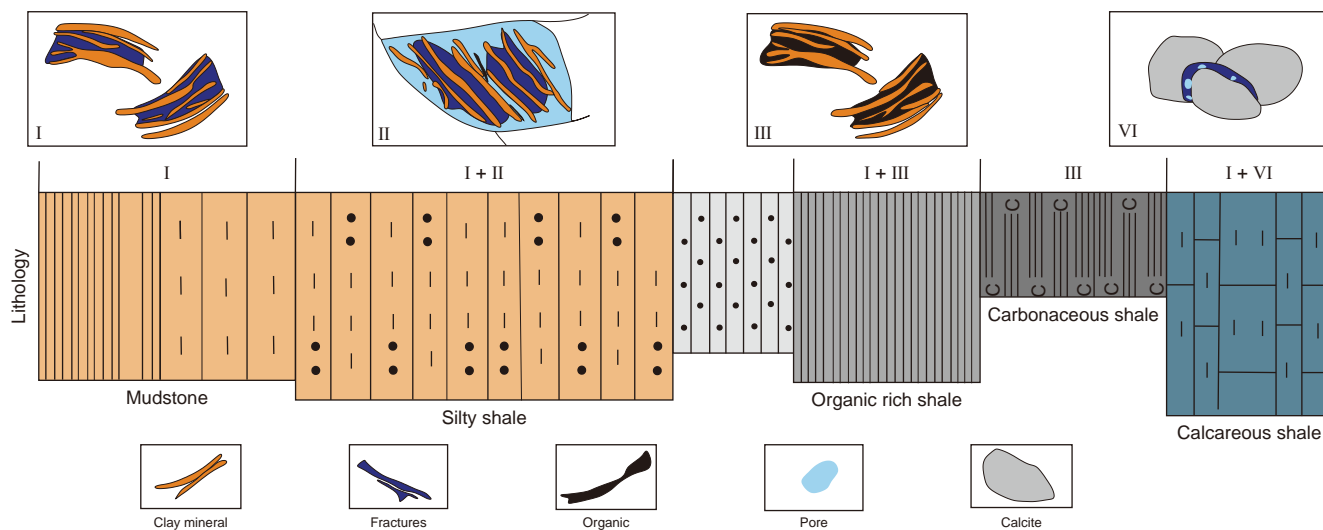 I
II
III
VI
I
I + II
I + III
III
I + VI
Lithology
C
C
C
C
C
C
C
C
Mudstone
Silty shale
Organic rich shale
Carbonaceous shale
Calcareous shale
Clay mineral
Fractures
Organic
Pore
Calcite